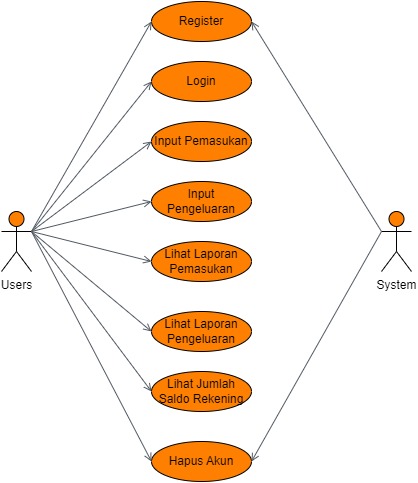 Register
Login
Input Pemasukan
Input
Pengeluaran
Lihat Laporan
Pemasukan
Users
System
Lihat Laporan
Pengeluaran
Lihat Jumlah
Saldo Rekening
Hapus Akun